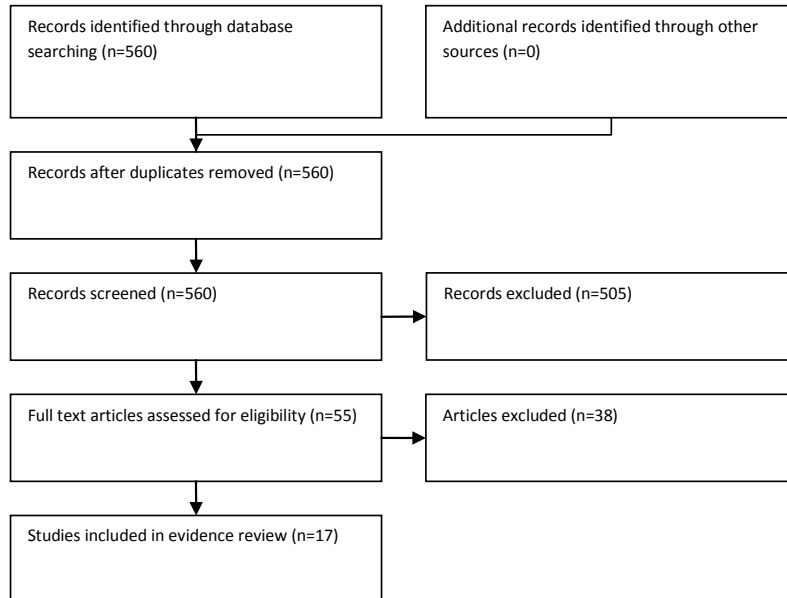 Records identified through database
searching (n=560)
Additional records identified through other
sources (n=0)
Records after duplicates removed (n=560)
Records screened (n=560)
Records excluded (n=505)
Full text articles assessed for eligibility (n=55)
Articles excluded (n=38)
Studies included in evidence review (n=17)